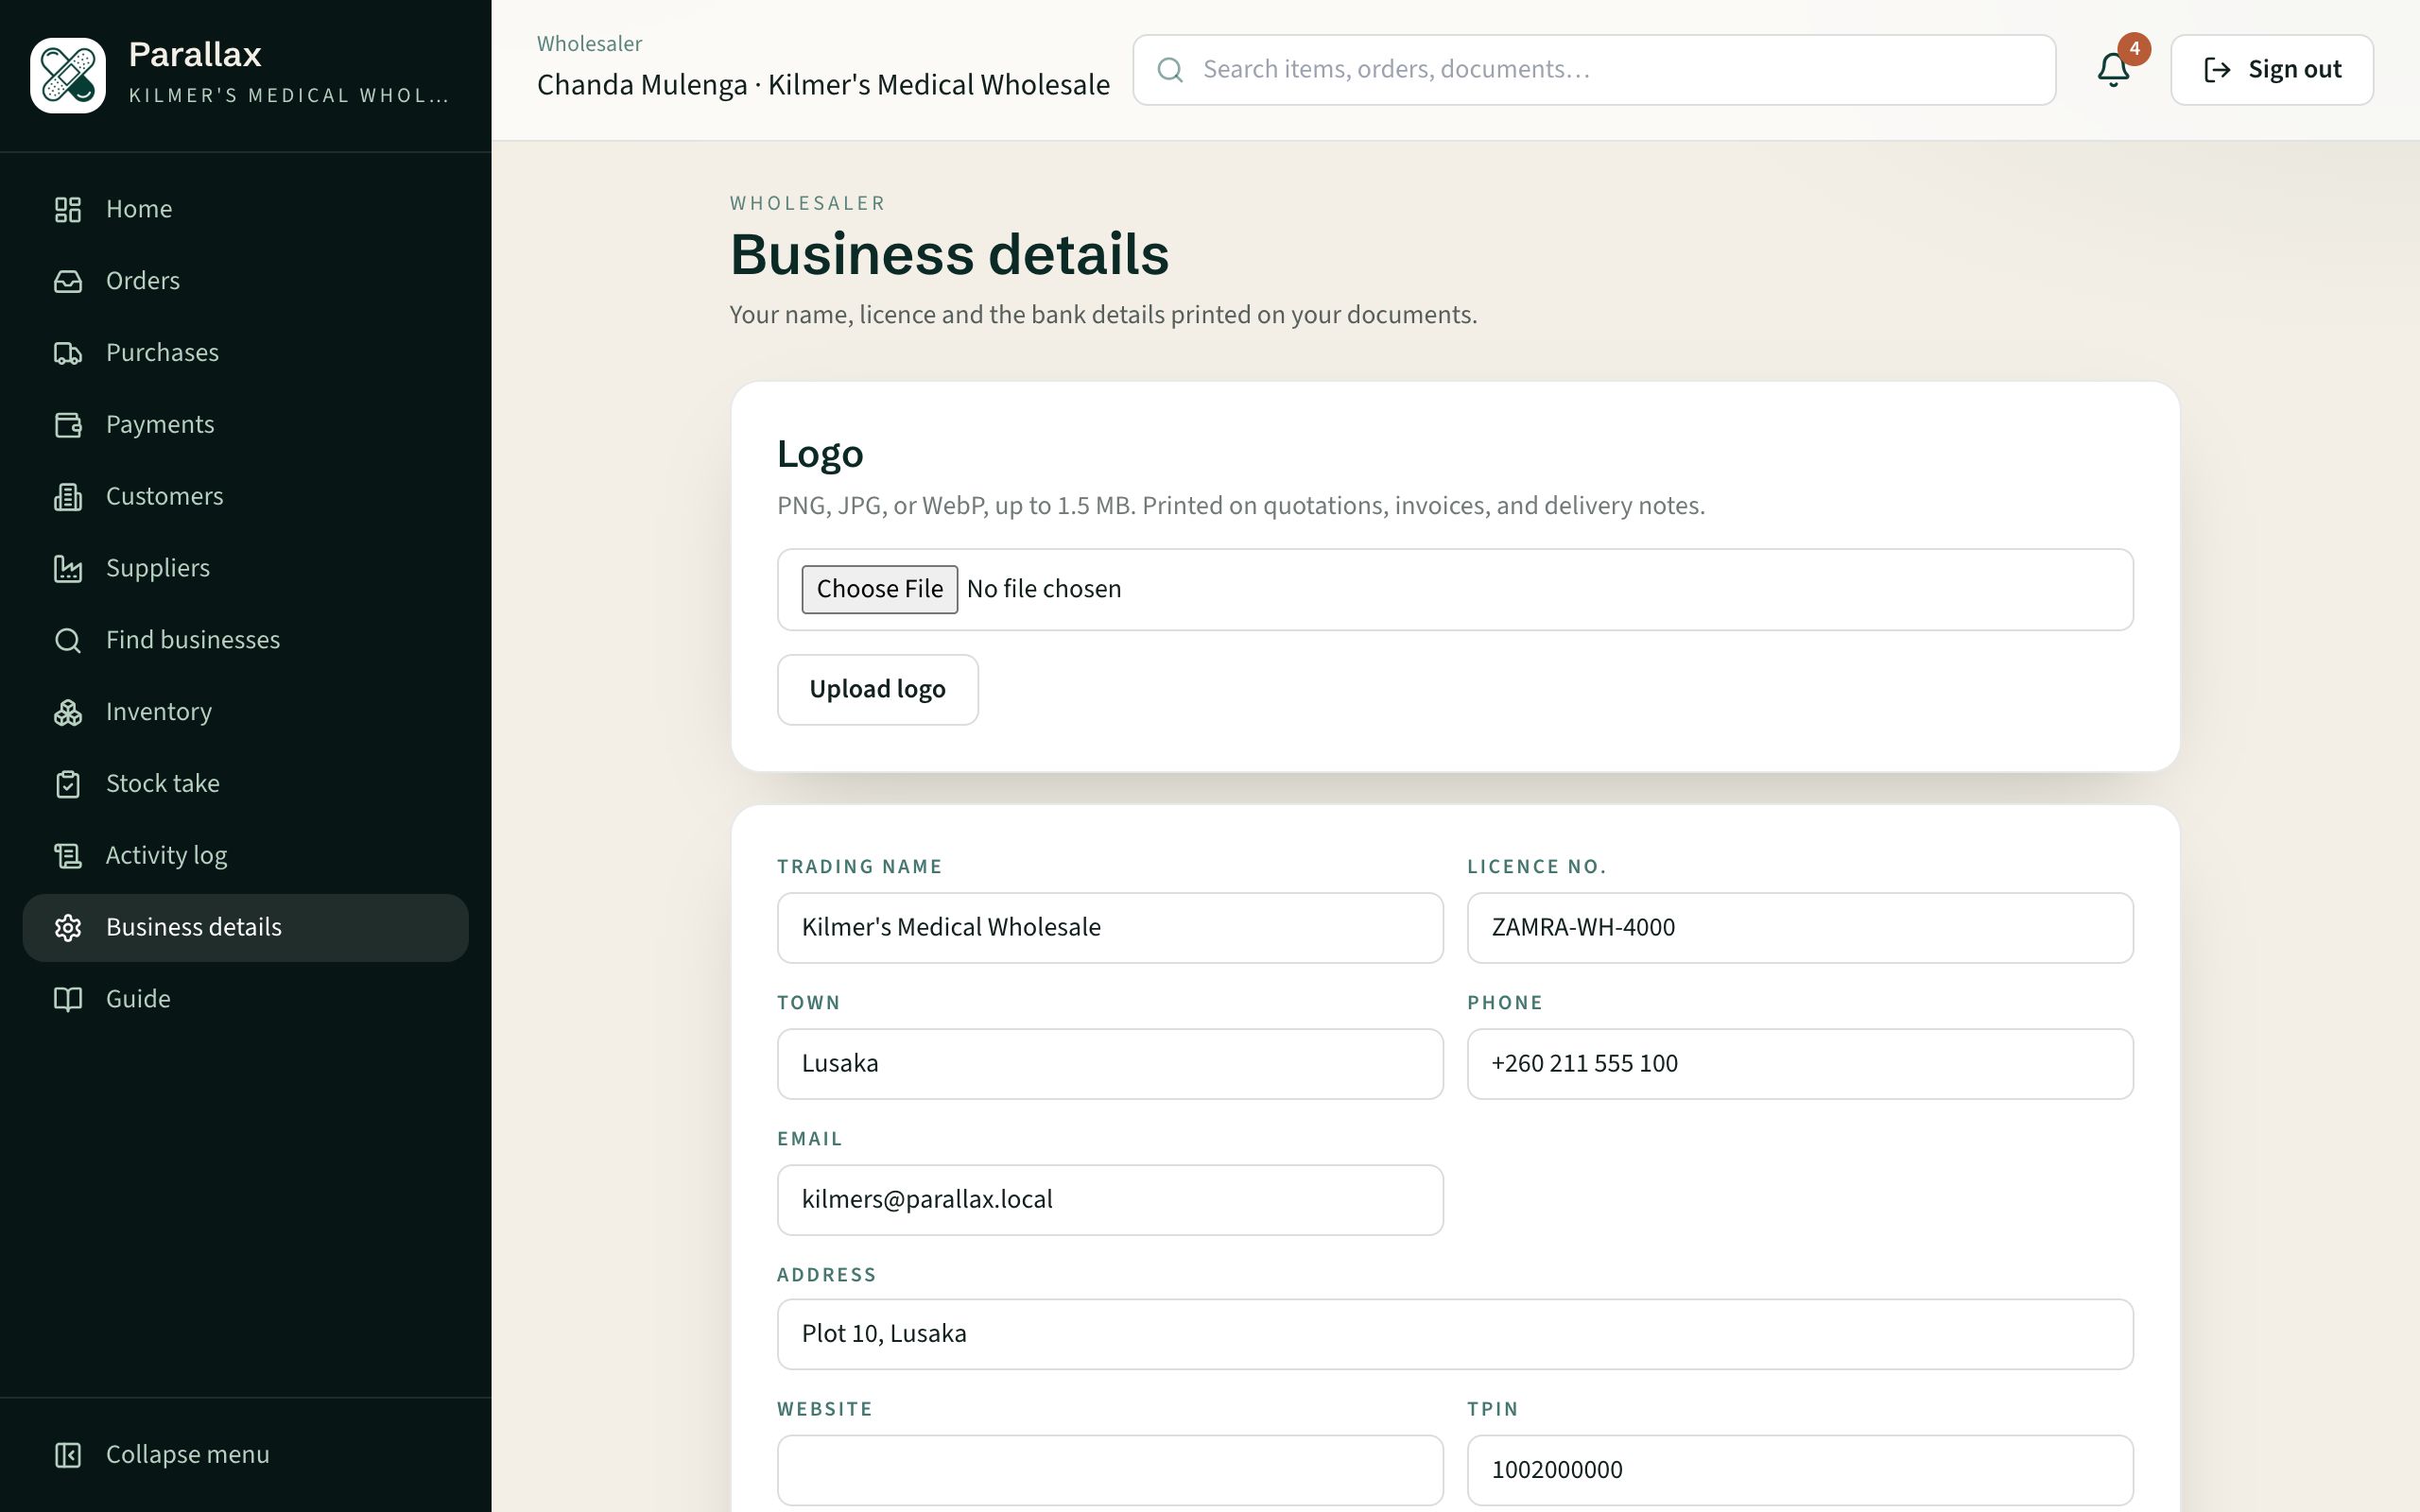 Parallax
KILMER'S MEDICAL WHOL…
Home
Orders
Purchases
Payments
Customers
Suppliers
Find businesses
Inventory
Stock take
Activity log
Business details
Guide
Collapse menu
Wholesaler
Chanda Mulenga · Kilmer's Medical Wholesale
Search items, orders, documents…
4
Sign out
WHOLESALER
Business details
Your name, licence and the bank details printed on your documents.
Logo
PNG, JPG, or WebP, up to 1.5 MB. Printed on quotations, invoices, and delivery notes.
Choose File No file chosen
Upload logo
TRADING NAME
Kilmer's Medical Wholesale
LICENCE NO.
ZAMRA-WH-4000
TOWN
Lusaka
PHONE
+260 211 555 100
EMAIL
kilmers@parallax.local
ADDRESS
Plot 10, Lusaka
WEBSITE
TPIN
1002000000